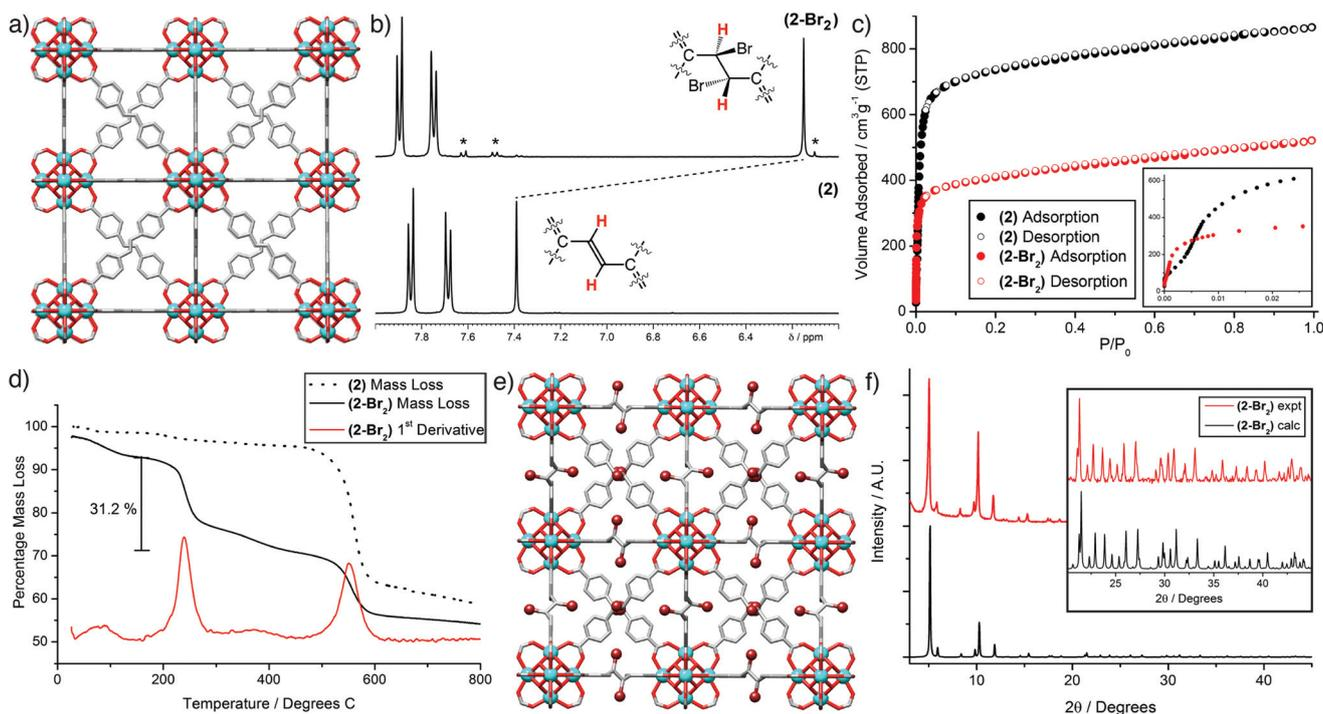 a)
b)
(2-Br2)
H
Br
Br
H
*
*
*
(2)
H
C
C
H
7.8
7.6
7.4
7.2
7.0
6.8
6.6
6.4
δ / ppm
c)
Volume Adsorbed / cm3g-1 (STP)
800
600
400
200
0
0.0
0.2
0.4
0.6
0.8
1.0
P/P0
(2) Adsorption
(2) Desorption
(2-Br2) Adsorption
(2-Br2) Desorption
600
400
200
0
0.00
0.01
0.02
d)
(2) Mass Loss
(2-Br2) Mass Loss
(2-Br2) 1st Derivative
Percentage Mass Loss
100
90
80
70
60
50
31.2 %
0
200
400
600
800
Temperature / Degrees C
e)
f)
Intensity / A.U.
(2-Br2) expt
(2-Br2) calc
25
30
35
40
2θ / Degrees
10
20
30
40
2θ / Degrees